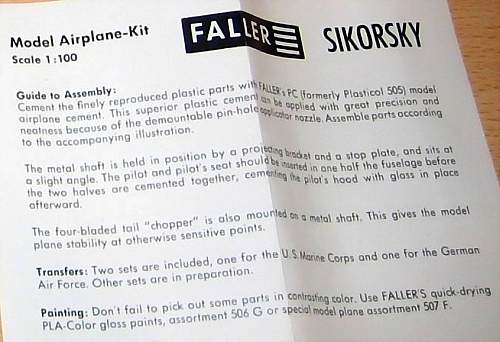 Model Airplane-Kit
Scale 1:100
FALLER
SIKORSKY
Guide to Assembly:
Cement the finely reproduced plastic parts with FALLER's PC (formerly Plasticol 505) model
airplane cement. This superior plastic cement can be applied with great precision and
neatness because of the demountable pin-hole applicator nozzle. Assemble parts according
to the accompanying illustration.
The metal shaft is held in position by a projecting bracket and a stop plate, and sits at
a slight angle. The pilot and pilot's seat should be inserted in one half the fuselage before
the two halves are cemented together, cementing the pilot's hood with glass in place
afterward.
The four-bladed tail "chopper" is also mounted on a metal shaft. This gives the model
plane stability at otherwise sensitive points.
Transfers: Two sets are included, one for the U.S. Marine Corps and one for the German
Air Force. Other sets are in preparation.
Painting: Don't fail to pick out some parts in contrasting color. Use FALLER'S quick-drying
PLA-Color gloss paints, assortment 506 G or special model plane assortment 507 F.